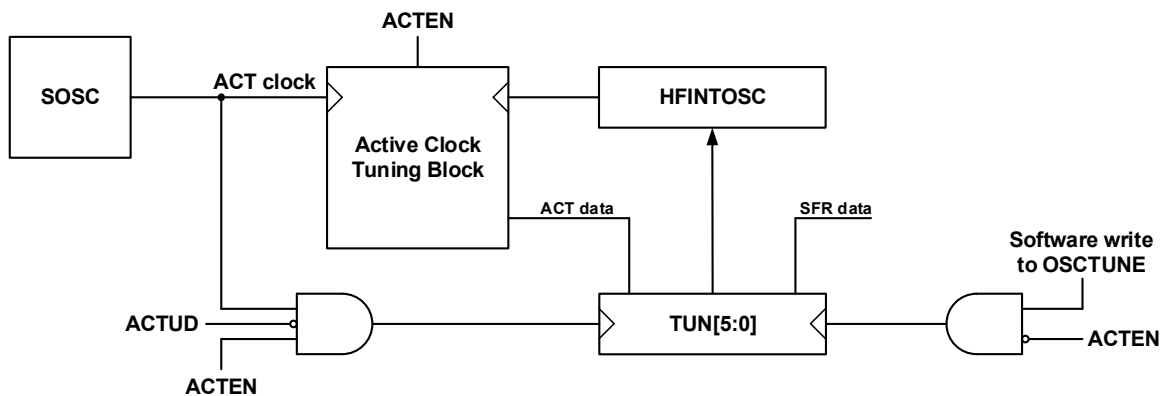 ACTEN
SOSC
ACT clock
HFINTOSC
Active Clock
Tuning Block
ACT data
SFR data
Software write
to OSCTUNE
ACTUD
TUN[5:0]
ACTEN
ACTEN